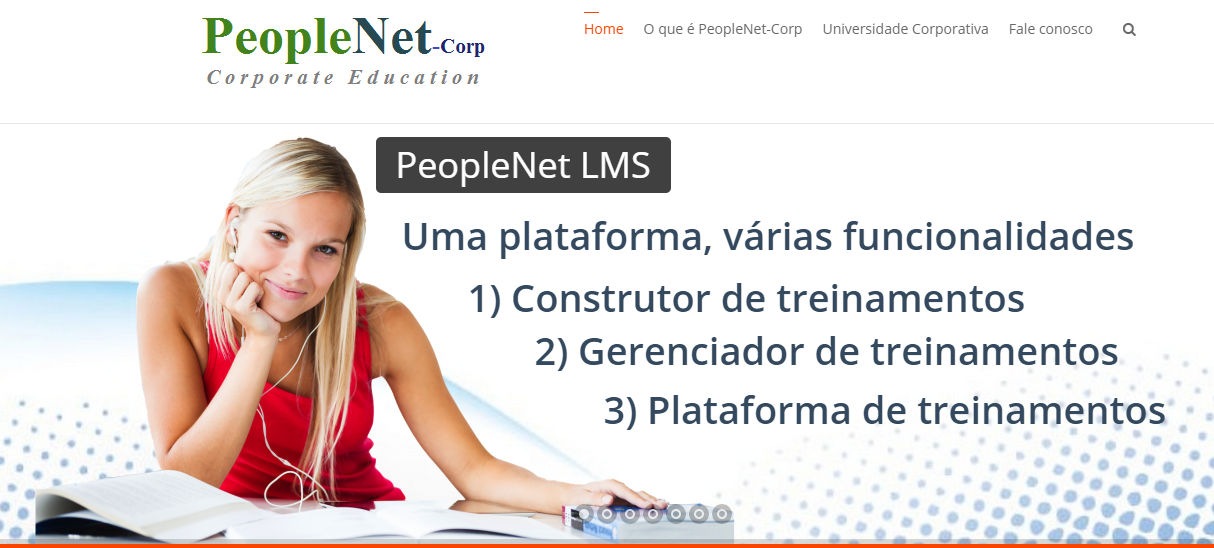 PeopleNet-Corp
Corporate Education
Home O que é PeopleNet-Corp Universidade Corporativa Fale conosco
PeopleNet LMS
Uma plataforma, várias funcionalidades
1) Construtor de treinamentos
2) Gerenciador de treinamentos
3) Plataforma de treinamentos